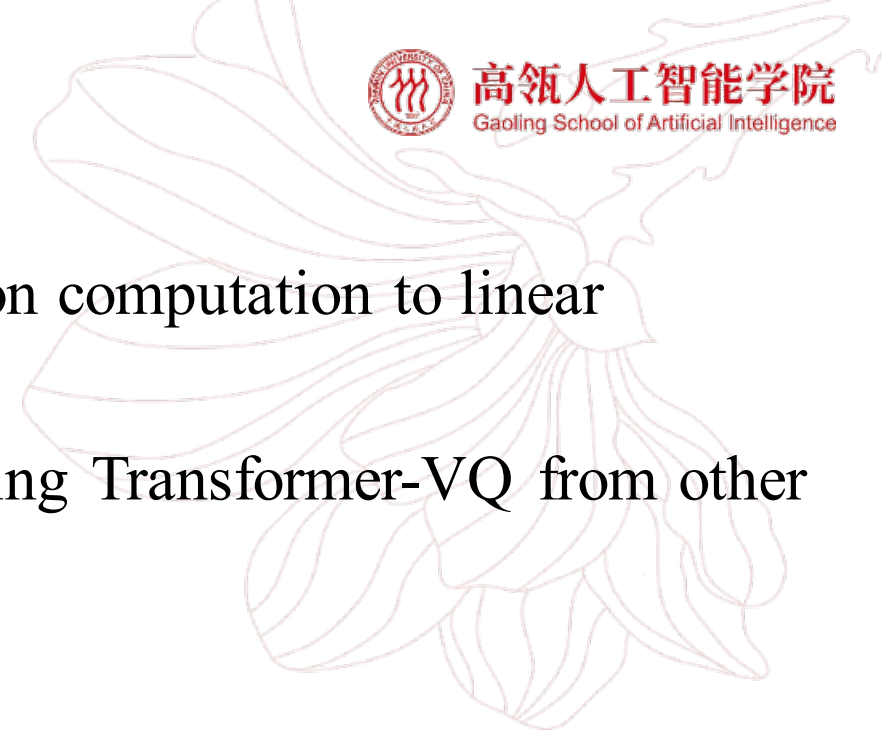 高瓴人工智能学院
Gaoling School of Artificial Intelligence
on computation to linear
ing Transformer-VQ from other